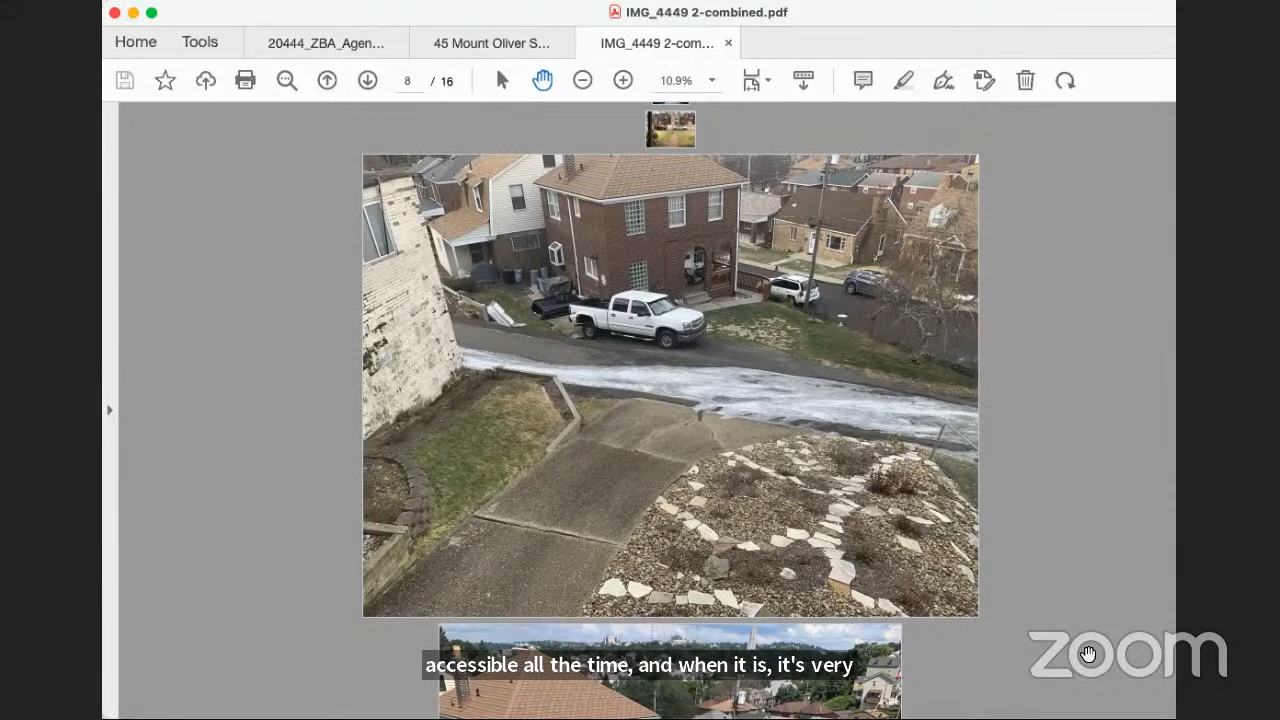 IMG_4449 2-combined.pdf
Home Tools 20444_ZBA_Agen... 45 Mount Oliver S... IMG_4449 2-com... ×
8 / 16 10.9%
accessible all the time, and when it is, it's very
zoom